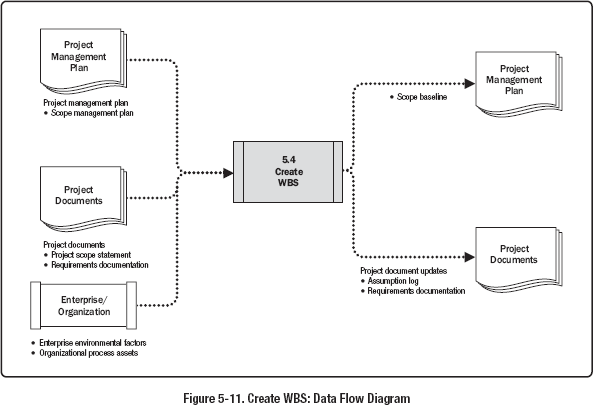 Project
Management
Plan
Project management plan
• Scope management plan
Project
Documents
Project documents
• Project scope statement
• Requirements documentation
Enterprise/
Organization
• Enterprise environmental factors
• Organizational process assets
5.4
Create
WBS
• Scope baseline
Project
Management
Plan
Project document updates
• Assumption log
• Requirements documentation
Project
Documents
Figure 5-11. Create WBS: Data Flow Diagram